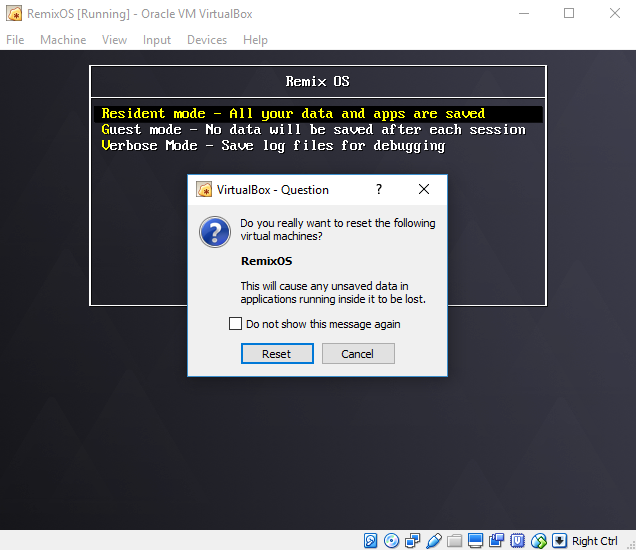 RemixOS [Running] - Oracle VM VirtualBox
File Machine View Input Devices Help
Remix OS
Resident mode - All your data and apps are saved
Guest mode - No data will be saved after each session
Verbose Mode - Save log files for debugging
VirtualBox - Question
Do you really want to reset the following
virtual machines?
RemixOS
This will cause any unsaved data in
applications running inside it to be lost.
Do not show this message again
Reset Cancel
Right Ctrl